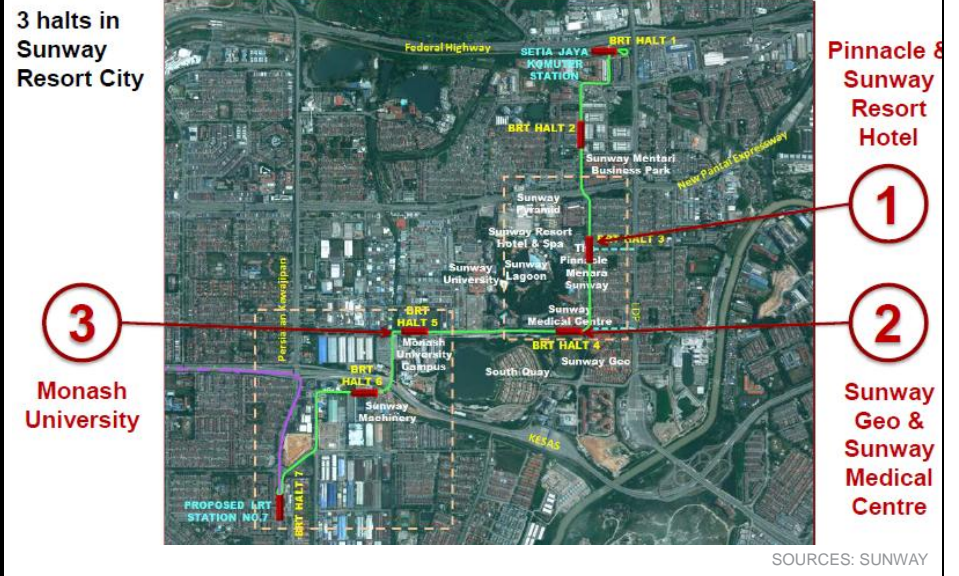 3 halts in
Sunway
Resort City
Federal Highway
BRT HALT 1
SETIA JAYA
KOMUTER
STATION
BRT HALT 2
Sunway Mentari
Business Park
New Pantai Expressway
Sunway
Pyramid
Sunway Resort
Hotel & Spa
BRT HALT 3
The
Pinnacle
Menara
Sunway
Sunway
Lagoon
Sunway
University
LDP
Sunway
Medical Centre
BRT HALT 4
Sunway Geo
South Quay
Persiaran Kewajipan
BRT
HALT 5
Monash
University
Campus
BRT
HALT 6
Sunway
Machinery
KESAS
PROPOSED LRT
STATION NO.7
BRT HALT 7
Pinnacle &
Sunway
Resort
Hotel
1
2
Sunway
Geo &
Sunway
Medical
Centre
3
Monash
University
SOURCES: SUNWAY